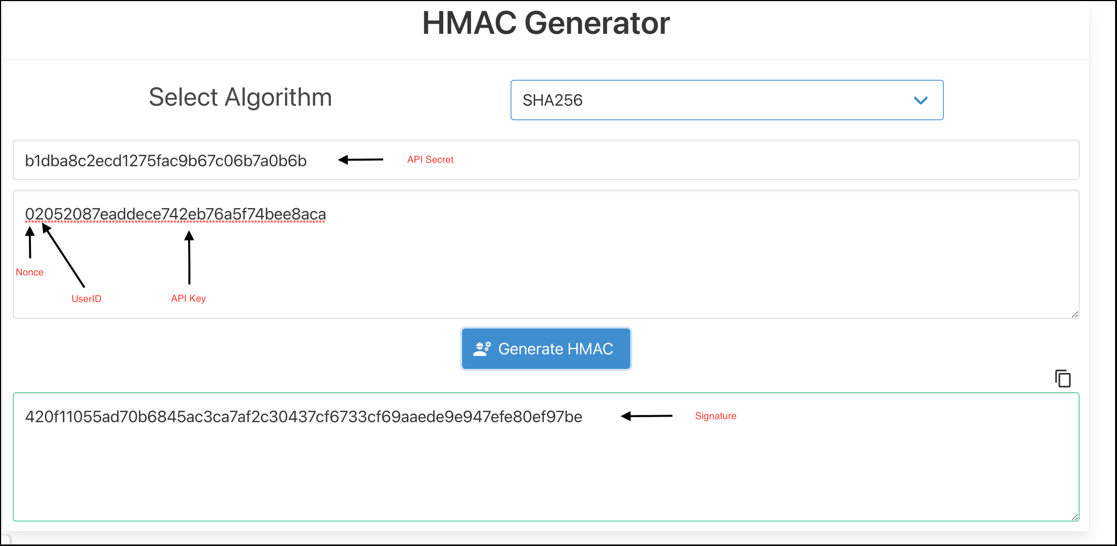 HMAC Generator
Select Algorithm
SHA256
b1dba8c2ecd1275fac9b67c06b7a0b6b
API Secret
02052087eaddece742eb76a5f74bee8aca
Nonce
UserID
API Key
Generate HMAC
420f11055ad70b6845ac3ca7af2c30437cf6733cf69aaede9e947efe80ef97be
Signature